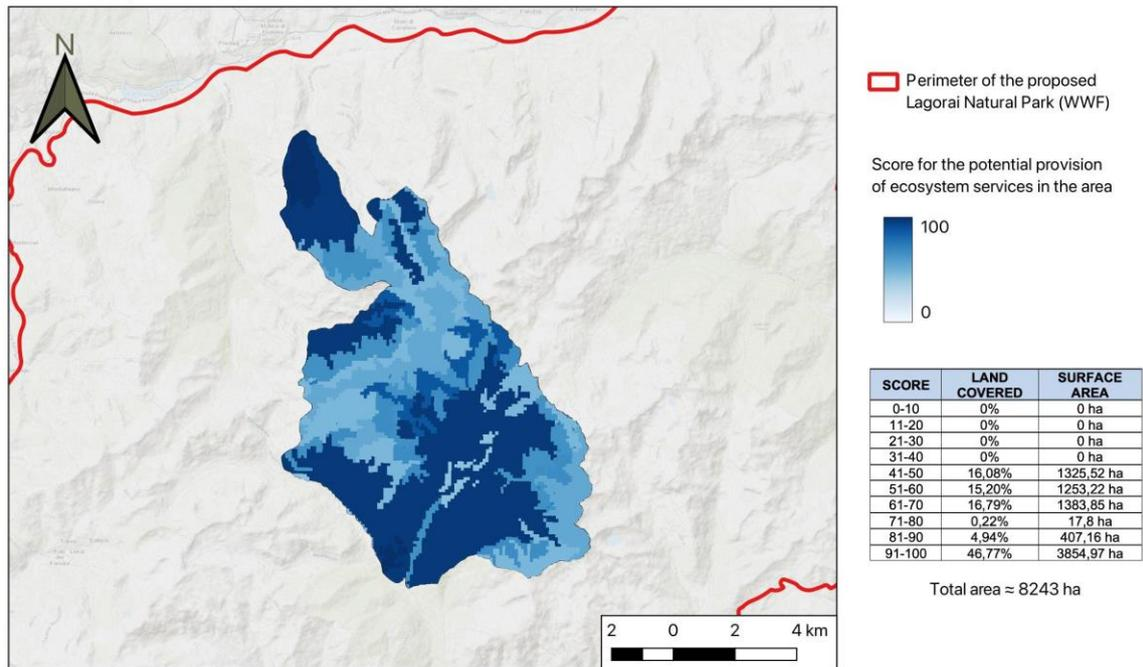 N
Perimeter of the proposed
Lagorai Natural Park (WWF)
Score for the potential provision
of ecosystem services in the area
100
0
SCORE LAND COVERED SURFACE AREA
0-10 0% 0 ha
11-20 0% 0 ha
21-30 0% 0 ha
31-40 0% 0 ha
41-50 16,08% 1325,52 ha
51-60 15,20% 1253,22 ha
61-70 16,79% 1383,85 ha
71-80 0,22% 17,8 ha
81-90 4,94% 407,16 ha
91-100 46,77% 3854,97 ha
Total area ≈ 8243 ha
2 0 2 4 km